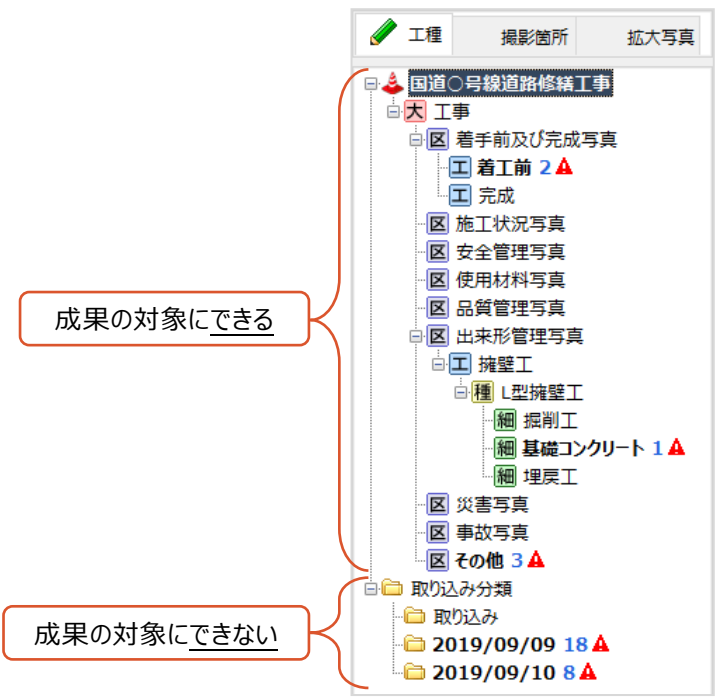 工種 撮影箇所 拡大写真
国道○号線道路修繕工事
大 工事
区 着手前及び完成写真
工 着工前 2
工 完成
区 施工状況写真
区 安全管理写真
区 使用材料写真
区 品質管理写真
区 出来形管理写真
工 擁壁工
種 L型擁壁工
細 掘削工
細 基礎コンクリート 1
細 埋戻工
区 災害写真
区 事故写真
区 その他 3
取り込み分類
取り込み
2019/09/09 18
2019/09/10 8
成果の対象にできる
成果の対象にできない